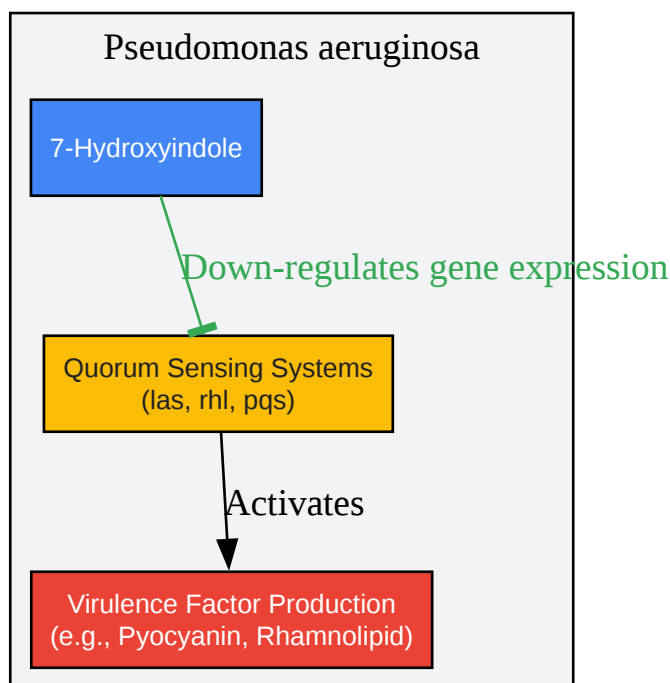 Pseudomonas aeruginosa
7-Hydroxyindole
Down-regulates gene expression
Quorum Sensing Systems
(las, rhl, pqs)
Activates
Virulence Factor Production
(e.g., Pyocyanin, Rhamnolipid)